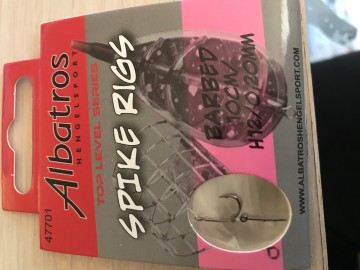 Albatros
HENGELSPORT
TOP LEVEL SERIES
SPIKE RIGS
BARBED
10CM/
H16/0,20MM
WWW.ALBATROSHENGELSPORT.COM
47701